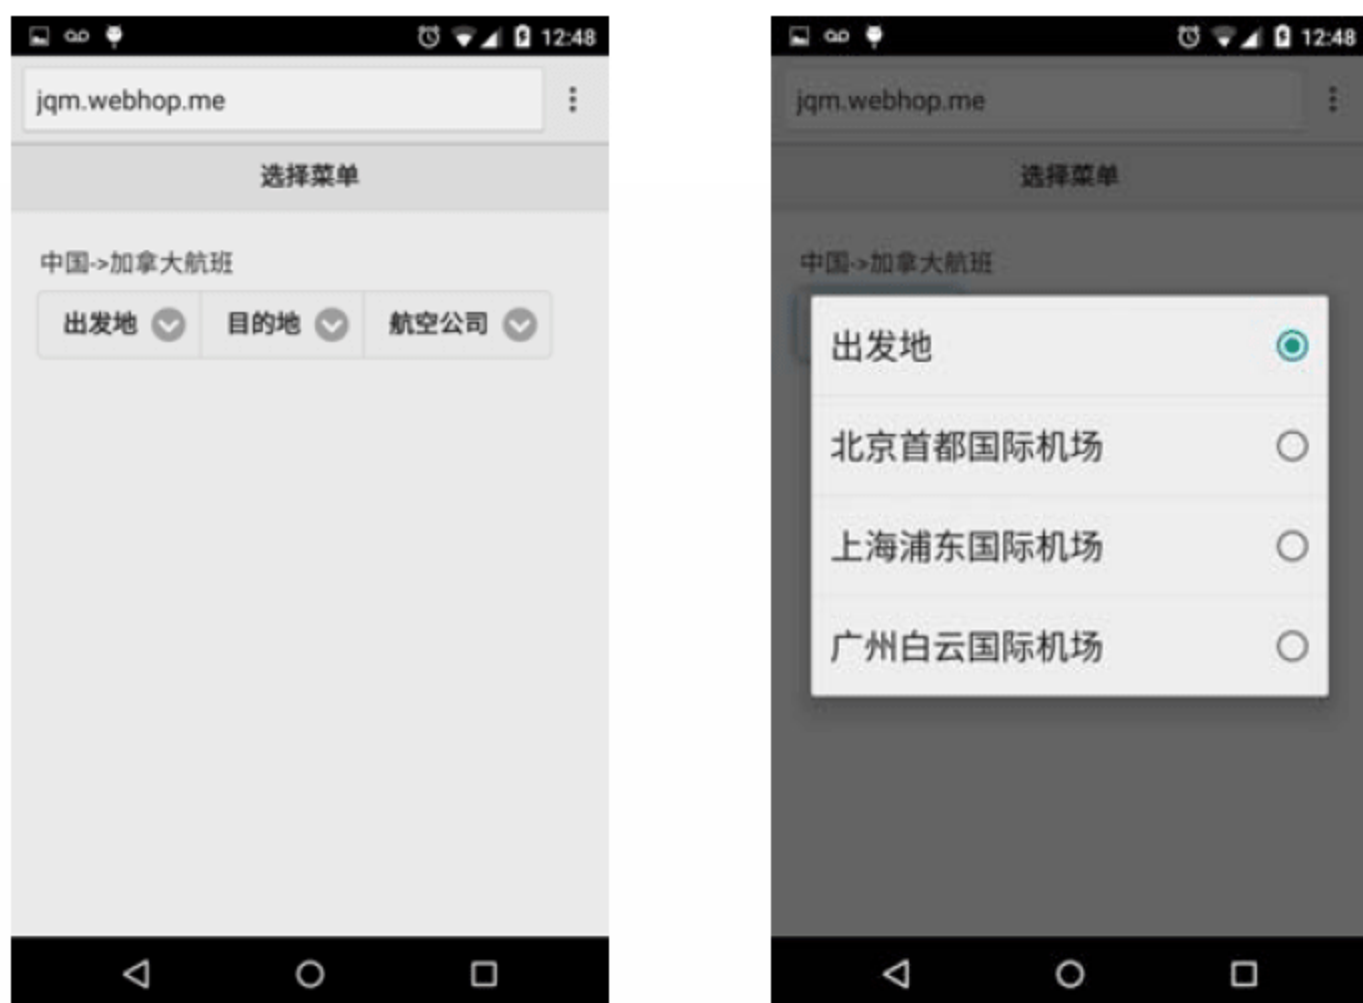 12:48
jqm.webhop.me
选择菜单
中国->加拿大航班
出发地 目的地 航空公司
12:48
jqm.webhop.me
选择菜单
中国->加拿大航班
出发地
北京首都国际机场
上海浦东国际机场
广州白云国际机场